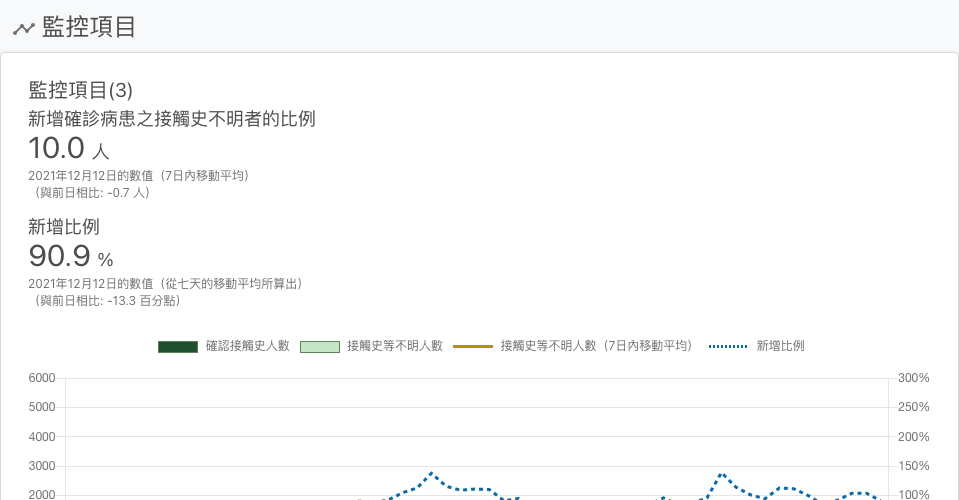 監控項目
監控項目(3)
新增確診病患之接觸史不明者的比例
10.0 人
2021年12月12日的數值（7日內移動平均）
（與前日相比: -0.7 人）
新增比例
90.9 %
2021年12月12日的數值（從七天的移動平均所算出）
（與前日相比: -13.3 百分點）
確認接觸史人數 接觸史等不明人數 接觸史等不明人數（7日內移動平均） 新增比例
6000 300%
5000 250%
4000 200%
3000 150%
2000 100%